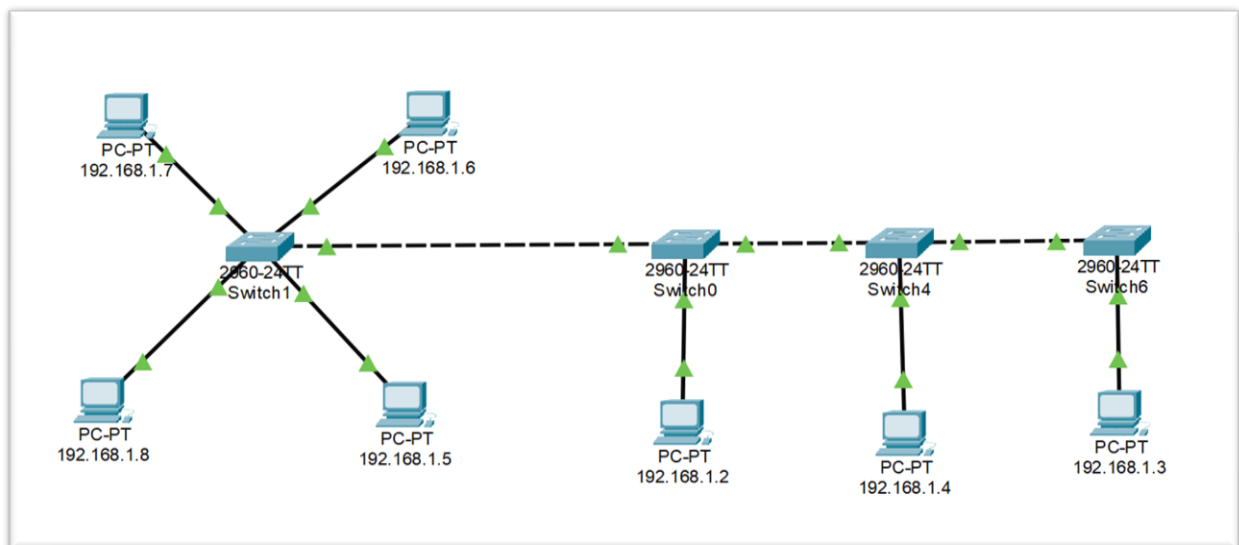 PC-PT
192.168.1.7
PC-PT
192.168.1.6
2960-24TT
Switch1
2960-24TT
Switch0
2960-24TT
Switch4
2960-24TT
Switch6
PC-PT
192.168.1.8
PC-PT
192.168.1.5
PC-PT
192.168.1.2
PC-PT
192.168.1.4
PC-PT
192.168.1.3